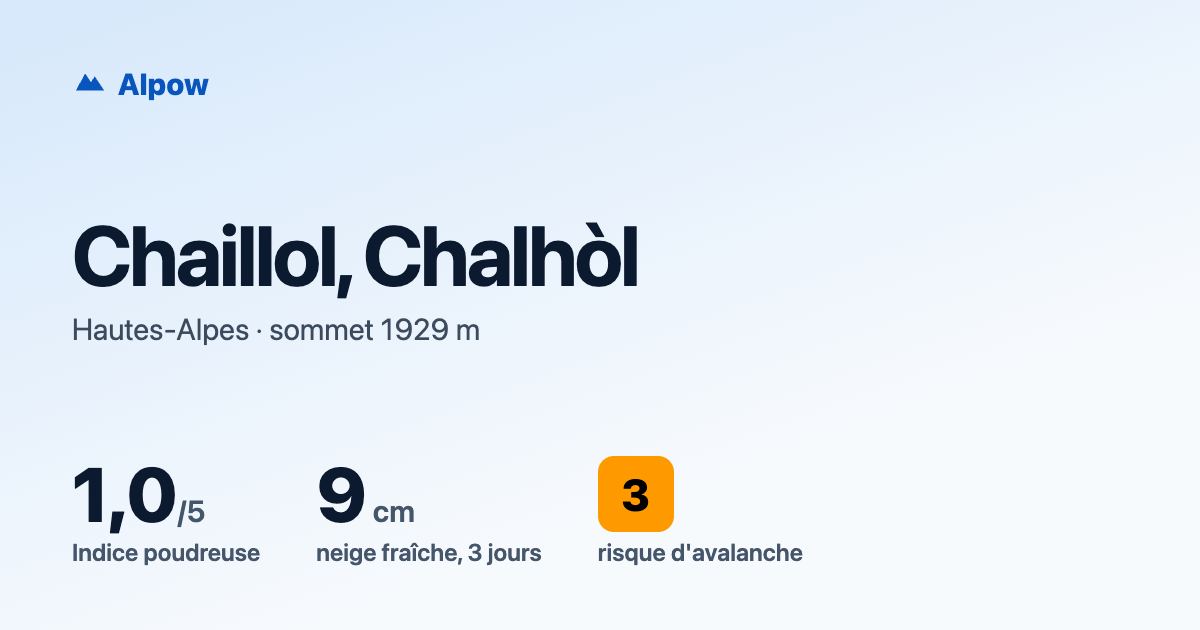 Alpow
Chaillol, Chalhòl
Hautes-Alpes · sommet 1929 m
1,0/5
Indice poudreuse
9 cm
neige fraîche, 3 jours
3
risque d'avalanche